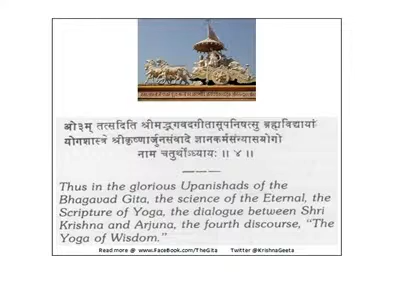 ओ३म् तत्सदिति श्रीमद्भगवदगीतासूपनिषत्सु ब्रह्मविद्यायां
योगशास्त्रे श्रीकृष्णार्जुनसंवादे ज्ञानकर्मसंन्यासयोगो
नाम चतुर्थोऽध्यायः ॥ ४ ॥
Thus in the glorious Upanishads of the
Bhagavad Gita, the science of the Eternal, the
Scripture of Yoga, the dialogue between Shri
Krishna and Arjuna, the fourth discourse, "The
Yoga of Wisdom."
Read more @ www.FaceBook.com/TheGita Twitter @KrishnaGeeta